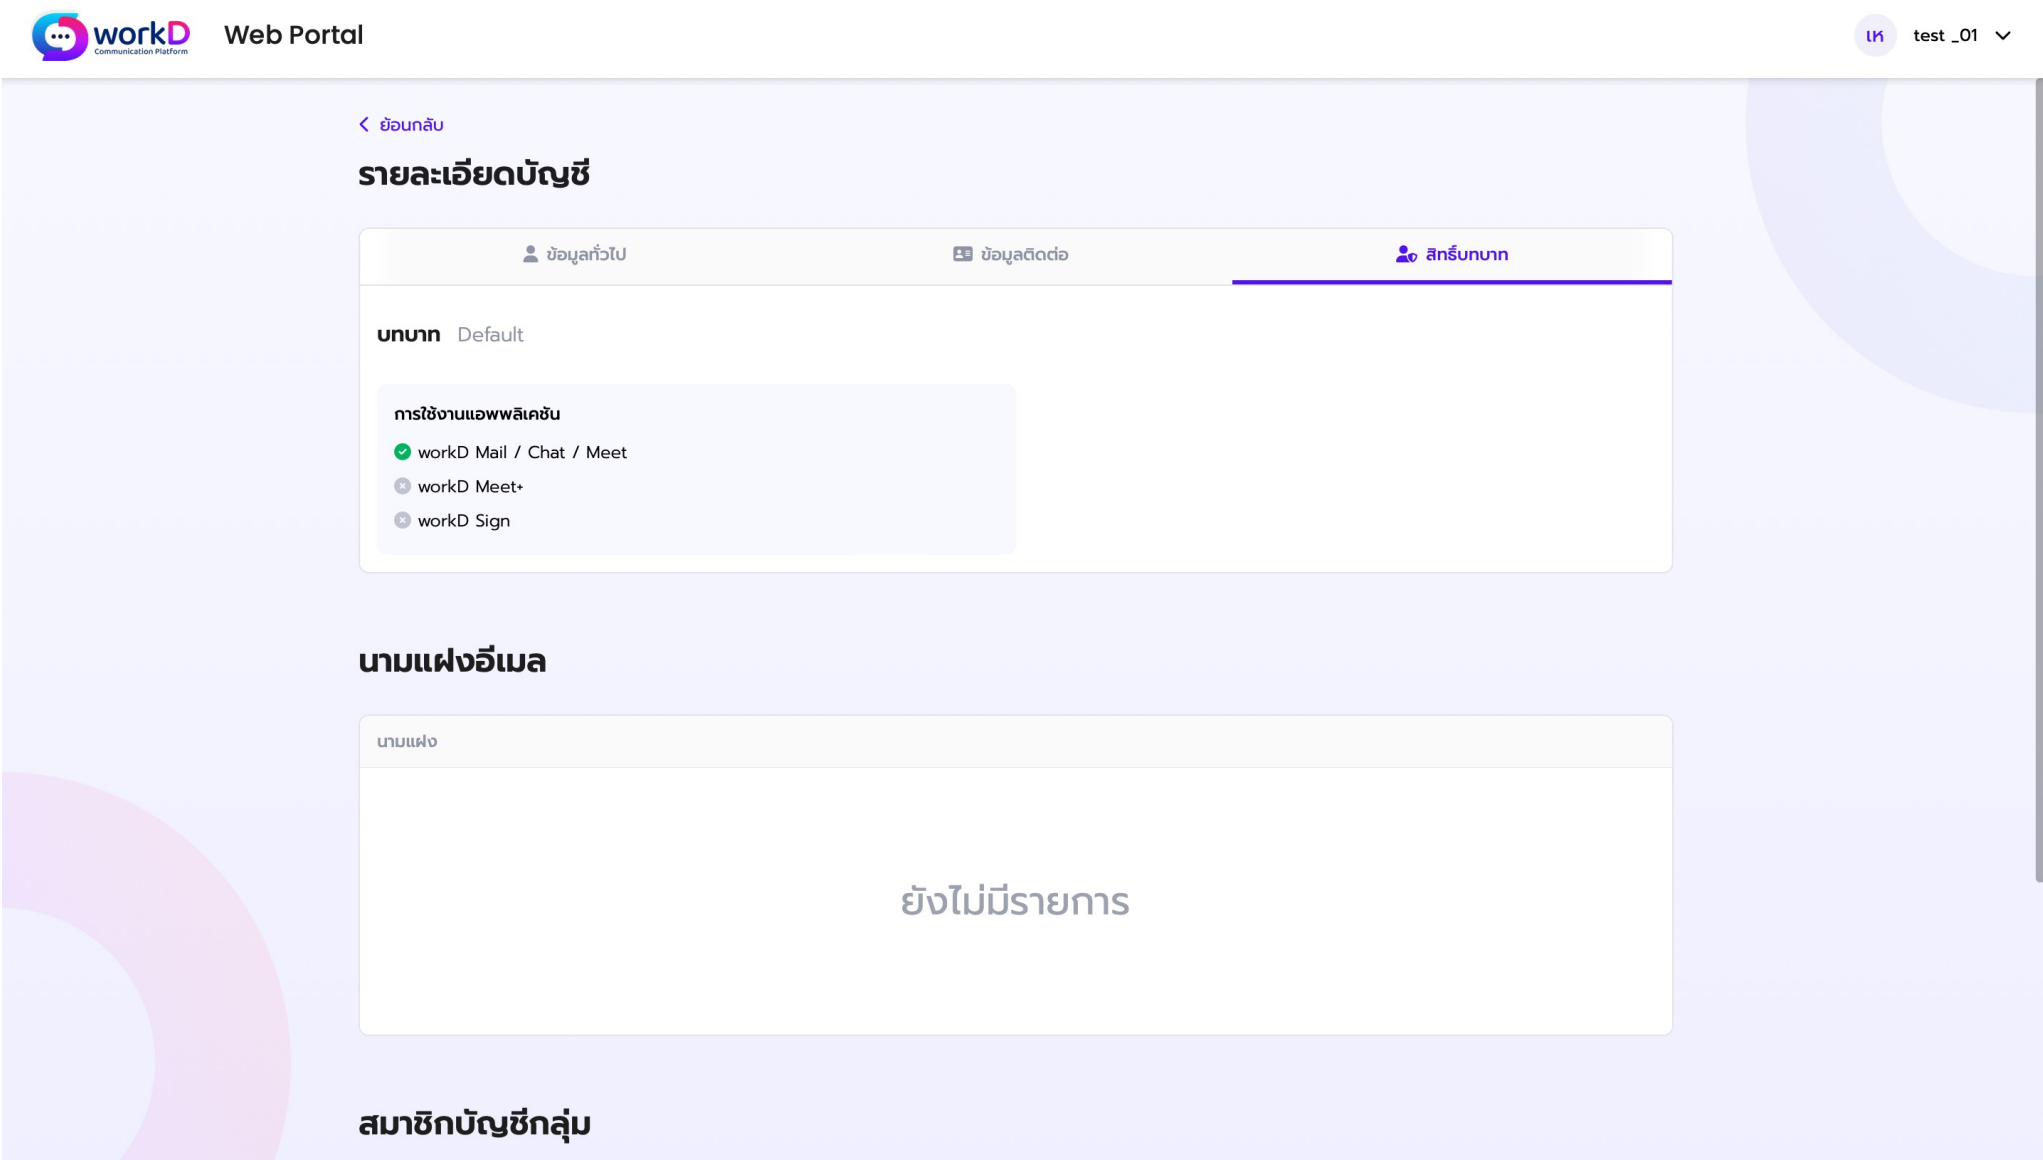 workD
Communication Platform
Web Portal
เห
test _01
ย้อนกลับ
รายละเอียดบัญชี
ข้อมูลทั่วไป
ข้อมูลติดต่อ
สิทธิ์บทบาท
บทบาท Default
การใช้งานแอพพลิเคชัน
workD Mail / Chat / Meet
workD Meet+
workD Sign
นามแฝงอีเมล
นามแฝง
ยังไม่มีรายการ
สมาชิกบัญชีกลุ่ม